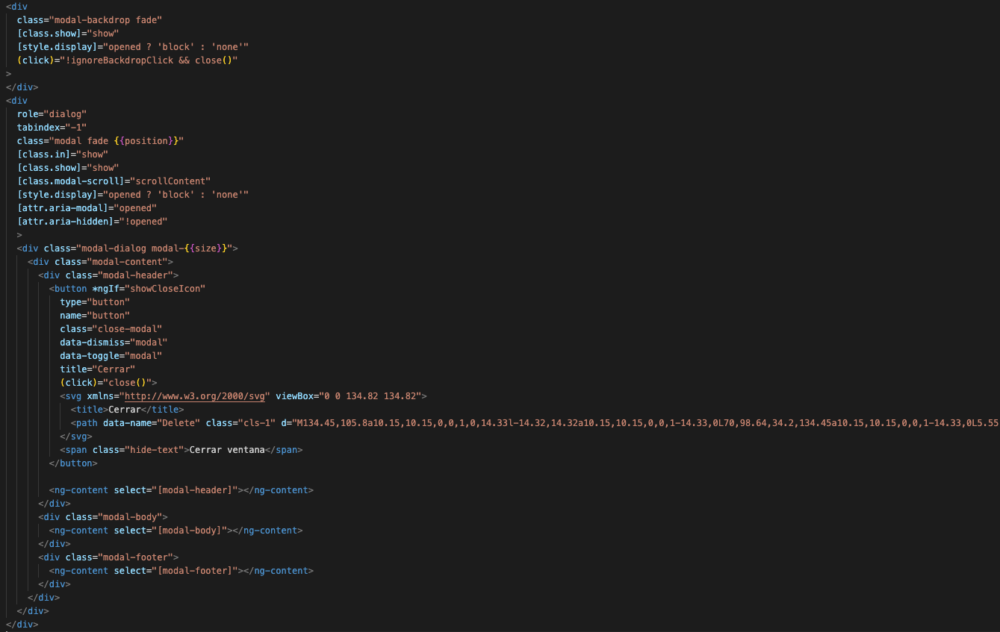 <div
  class="modal-backdrop fade"
  [class.show]="show"
  [style.display]="opened ? 'block' : 'none'"
  (click)="!ignoreBackdropClick && close()"
>
</div>
<div
  role="dialog"
  tabindex="-1"
  class="modal fade {{position}}"
  [class.in]="show"
  [class.show]="show"
  [class.modal-scroll]="scrollContent"
  [style.display]="opened ? 'block' : 'none'"
  [attr.aria-modal]="opened"
  [attr.aria-hidden]="!opened"
  >
  <div class="modal-dialog modal-{{size}}">
    <div class="modal-content">
      <div class="modal-header">
        <button *ngIf="showCloseIcon"
          type="button"
          name="button"
          class="close-modal"
          data-dismiss="modal"
          data-toggle="modal"
          title="Cerrar"
          (click)="close()">
          <svg xmlns="http://www.w3.org/2000/svg" viewBox="0 0 134.82 134.82">
            <title>Cerrar</title>
            <path data-name="Delete" class="cls-1" d="M134.45,105.8a10.15,10.15,0,0,1,0,14.33l-14.32,14.32a10.15,10.15,0,0,1-14.33,0L70,98.64,34.2,134.45a10.15,10.15,0,0,1-14.33,0L5.55
          </svg>
          <span class="hide-text">Cerrar ventana</span>
        </button>

        <ng-content select="[modal-header]"></ng-content>
      </div>
      <div class="modal-body">
        <ng-content select="[modal-body]"></ng-content>
      </div>
      <div class="modal-footer">
        <ng-content select="[modal-footer]"></ng-content>
      </div>
    </div>
  </div>
</div>